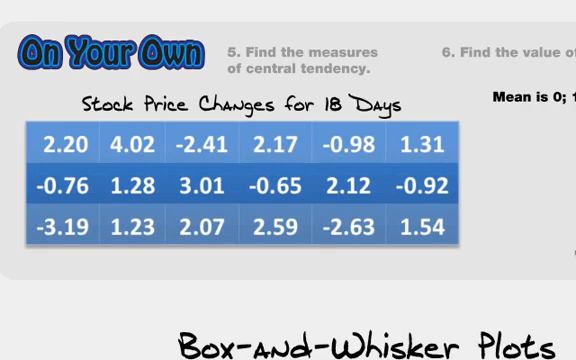 On Your Own
5. Find the measures
of central tendency.
6. Find the value of
Mean is 0;
Stock Price Changes for 18 Days
2.20 4.02 -2.41 2.17 -0.98 1.31
-0.76 1.28 3.01 -0.65 2.12 -0.92
-3.19 1.23 2.07 2.59 -2.63 1.54
Box-and-Whisker Plots